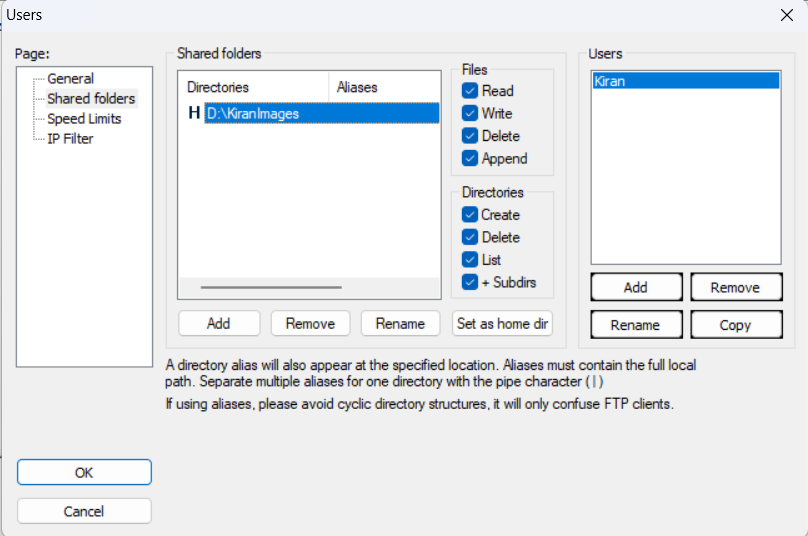 Users
Page:
General
Shared folders
Speed Limits
IP Filter
Shared folders
Directories Aliases
H D:\KiranImages
Files
Read
Write
Delete
Append
Directories
Create
Delete
List
+ Subdirs
Add Remove Rename Set as home dir
Users
Kiran
Add Remove
Rename Copy
A directory alias will also appear at the specified location. Aliases must contain the full local
path. Separate multiple aliases for one directory with the pipe character (|)
If using aliases, please avoid cyclic directory structures, it will only confuse FTP clients.
OK
Cancel